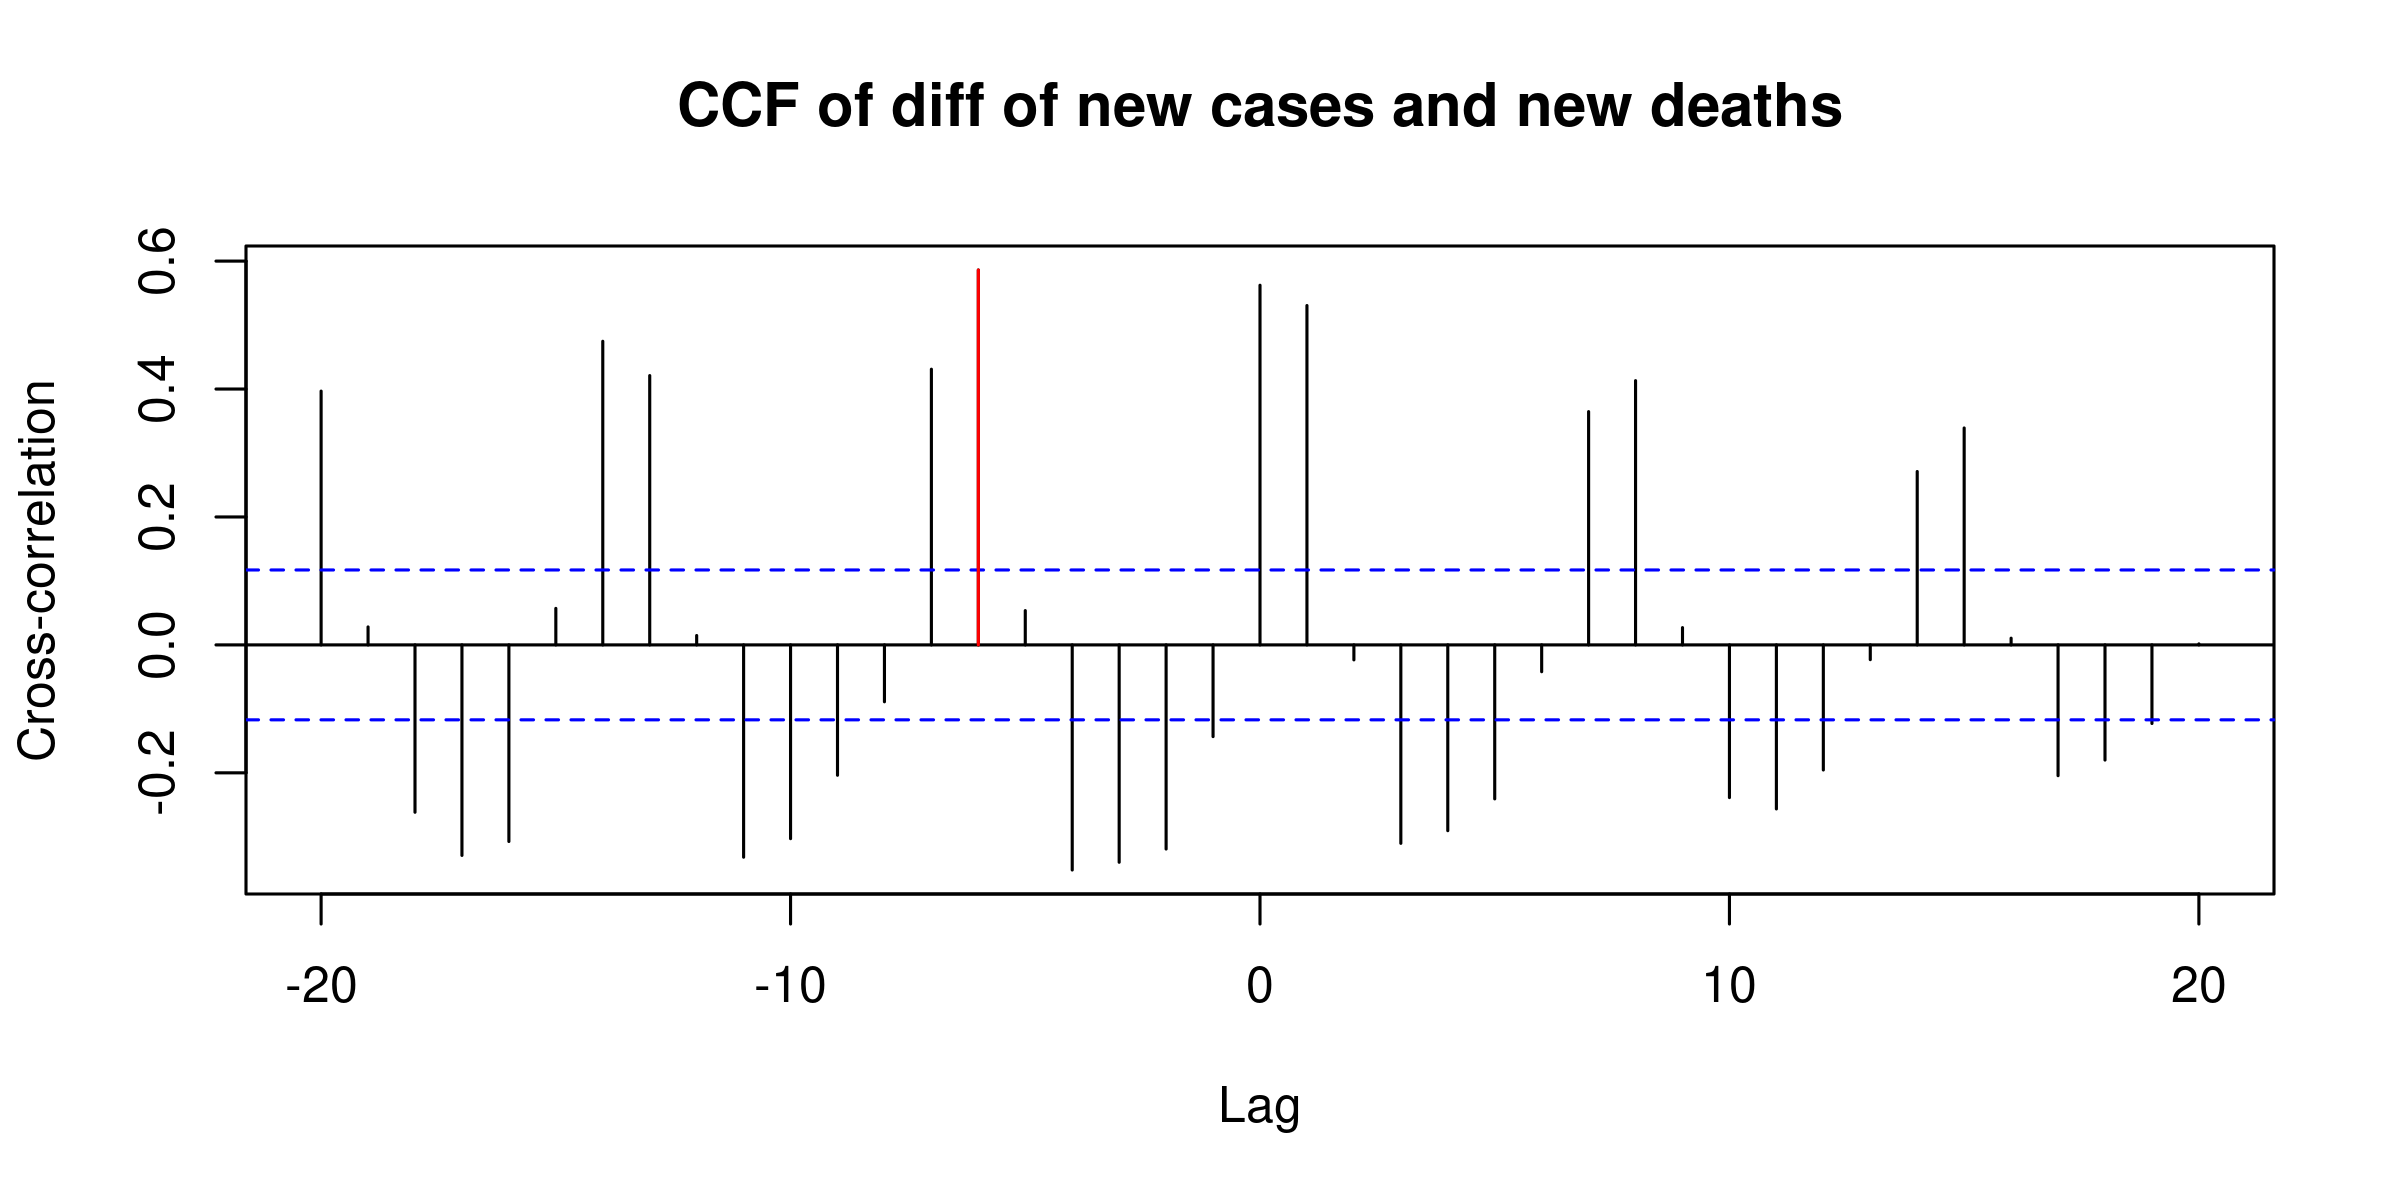 CCF of diff of new cases and new deaths
Cross-correlation
0.6
0.4
0.2
0.0
-0.2
-20 -10 0 10 20
Lag